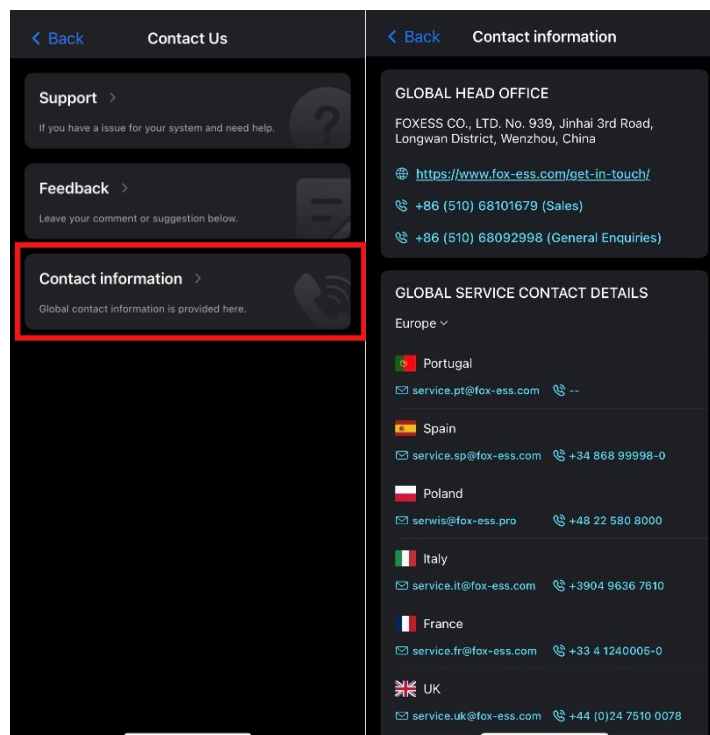 Back
Contact Us
Support
If you have a issue for your system and need help.
Feedback
Leave your comment or suggestion below.
Contact information
Global contact information is provided here.
Back
Contact information
GLOBAL HEAD OFFICE
FOXESS CO., LTD. No. 939, Jinhai 3rd Road,
Longwan District, Wenzhou, China
https://www.fox-ess.com/get-in-touch/
+86 (510) 68101679 (Sales)
+86 (510) 68092998 (General Enquiries)
GLOBAL SERVICE CONTACT DETAILS
Europe
Portugal
service.pt@fox-ess.com --
Spain
service.sp@fox-ess.com +34 868 99998-0
Poland
serwis@fox-ess.pro +48 22 580 8000
Italy
service.it@fox-ess.com +3904 9636 7610
France
service.fr@fox-ess.com +33 4 1240005-0
UK
service.uk@fox-ess.com +44 (0)24 7510 0078